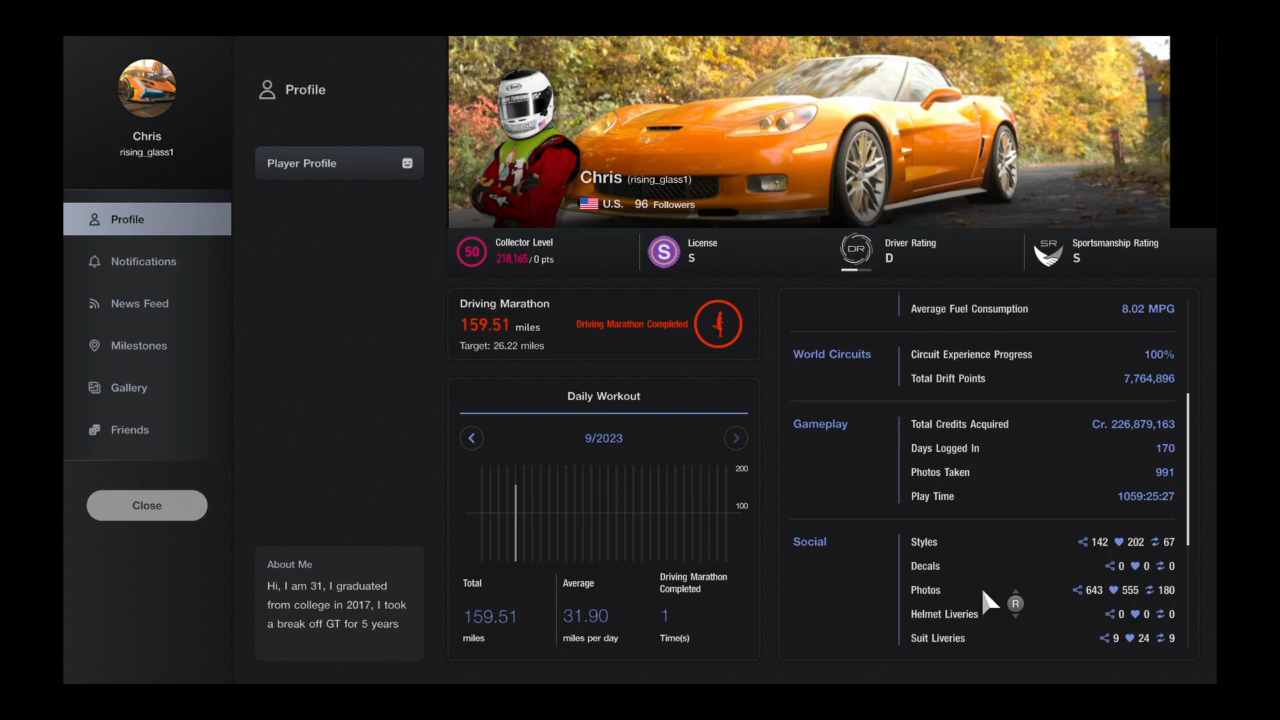 Chris
rising_glass1
Profile
Notifications
News Feed
Milestones
Gallery
Friends
Close
Profile
Player Profile
About Me
Hi, I am 31, I graduated
from college in 2017, I took
a break off GT for 5 years
Chris (rising_glass1)
U.S. 96 Followers
50
Collector Level
218,165 / 0 pts
S
License
S
DR
Driver Rating
D
SR
Sportsmanship Rating
S
Driving Marathon
159.51 miles
Target: 26.22 miles
Driving Marathon Completed
Daily Workout
9/2023
200
100
Total
159.51
miles
Average
31.90
miles per day
Driving Marathon
Completed
1
Time(s)
Average Fuel Consumption 8.02 MPG
World Circuits
Circuit Experience Progress 100%
Total Drift Points 7,764,896
Gameplay
Total Credits Acquired Cr. 226,879,163
Days Logged In 170
Photos Taken 991
Play Time 1059:25:27
Social
Styles 142 202 67
Decals 0 0 0
Photos 643 555 180
R
Helmet Liveries 0 0 0
Suit Liveries 9 24 9